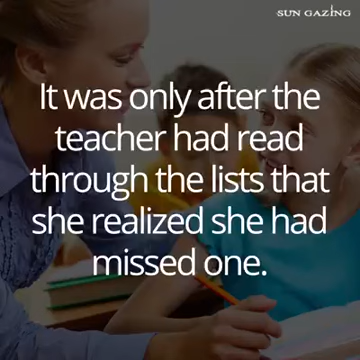 SUN GAZING
It was only after the
teacher had read
through the lists that
she realized she had
missed one.